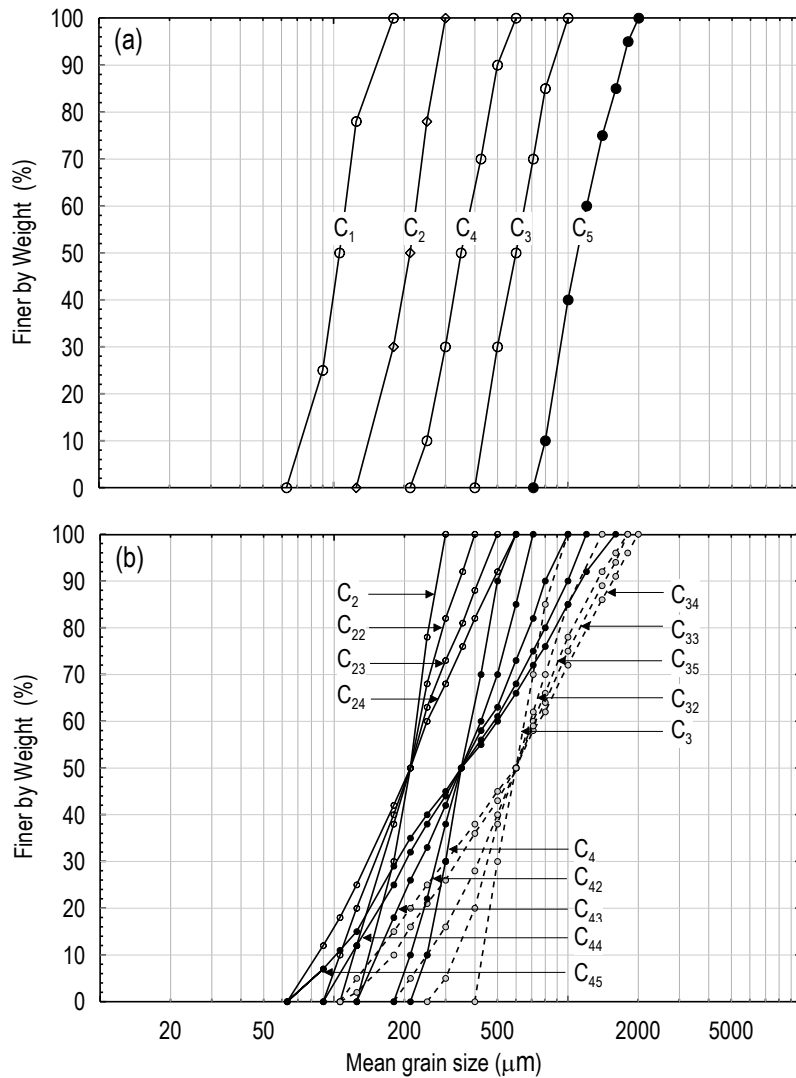 (a)
100
90
80
70
60
50
40
30
20
10
0
Finer by Weight (%)
C1 C2 C4 C3 C5
(b)
100
90
80
70
60
50
40
30
20
10
0
Finer by Weight (%)
C2
C22
C23
C24
C34
C33
C35
C32
C3
C4
C42
C43
C44
C45
20 50 200 500 2000 5000
Mean grain size (μm)